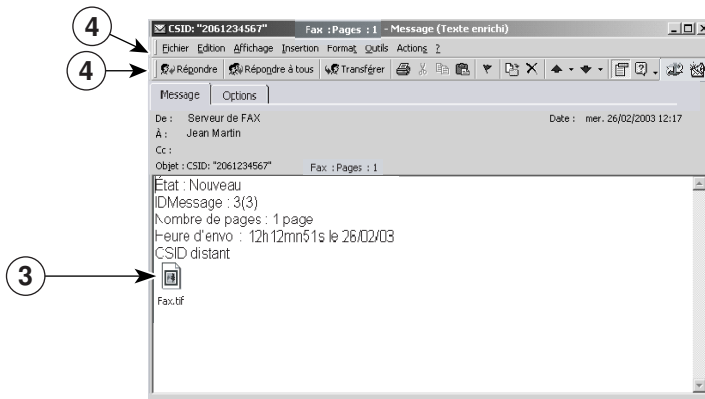 CSID: "2061234567" Fax :Pages : 1 - Message (Texte enrichi)
4
Fichier Edition Affichage Insertion Format Outils Actions ?
4
Répondre Répondre à tous Transférer
Message Options
De : Serveur de FAX Date : mer. 26/02/2003 12:17
À : Jean Martin
Cc :
Objet : CSID: "2061234567" Fax : Pages : 1
État : Nouveau
IDMessage : 3(3)
Nombre de pages : 1 page
Heure d'envo : 12h12mn51s le 26/02/03
CSID distant
3
Fax.tif